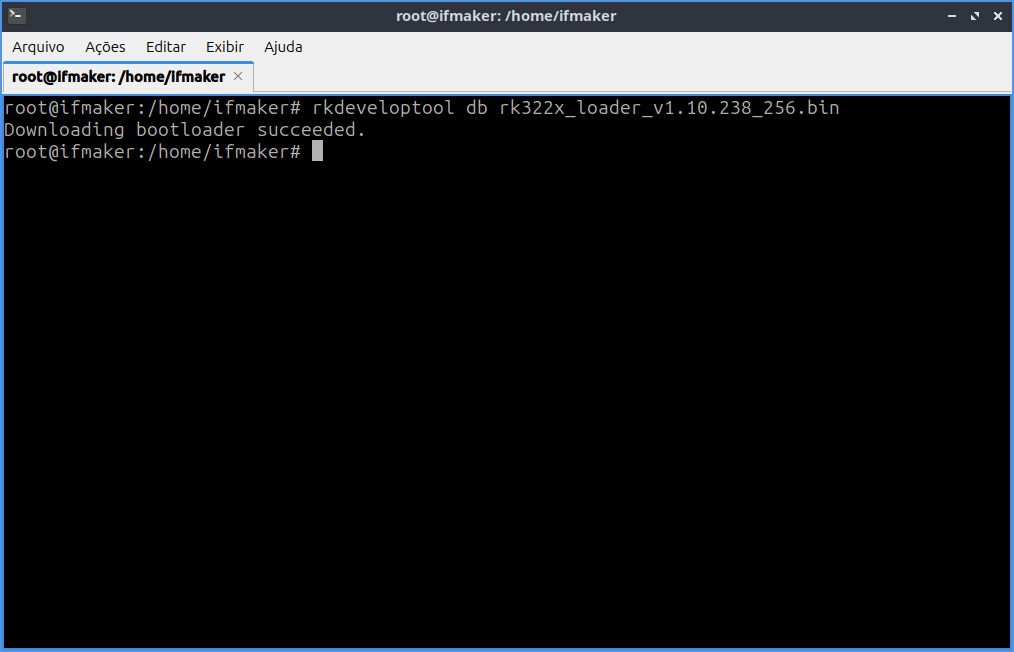 root@ifmaker: /home/ifmaker
Arquivo Ações Editar Exibir Ajuda
root@ifmaker: /home/ifmaker
root@ifmaker:/home/ifmaker# rkdeveloptool db rk322x_loader_v1.10.238_256.bin
Downloading bootloader succeeded.
root@ifmaker:/home/ifmaker#